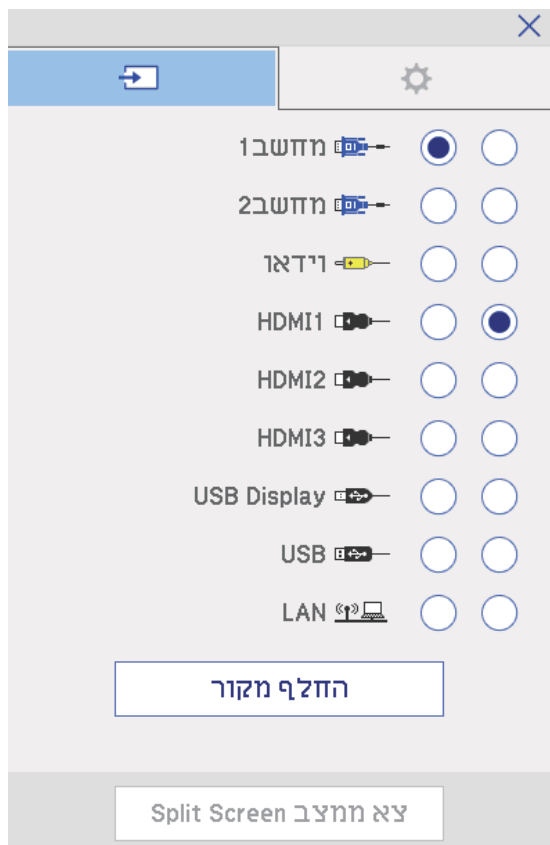 מחשב1
מחשב2
וידאו
HDMI1
HDMI2
HDMI3
USB Display
USB
LAN
החלף מקור
צא ממצב Split Screen